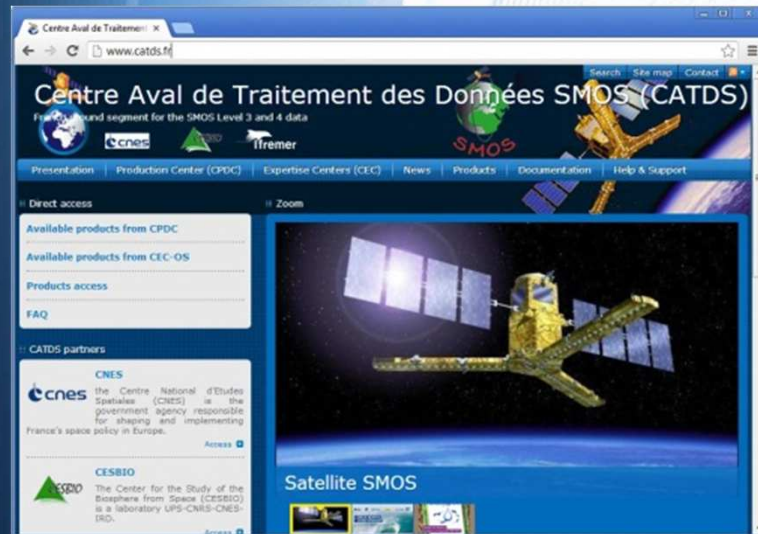 Centre Aval de Traitement
www.catds.fr
Search Site map Contact
Centre Aval de Traitement des Données SMOS (CATDS)
French ground segment for the SMOS Level 3 and 4 data
cnes CESBIO Ifremer
SMOS
Presentation Production Center (CPDC) Expertise Centers (CEC) News Products Documentation Help & Support
Direct access
Available products from CPDC
Available products from CEC-OS
Products access
FAQ
CATDS partners
CNES
cnes
the Centre National d'Etudes
Spatiales (CNES) is the
government agency responsible
for shaping and implementing
France's space policy in Europe.
Access
CESBIO
CESBIO
The Center for the Study of the
Biosphere from Space (CESBIO)
is a laboratory UPS-CNRS-CNES-
IRD.
Access
Zoom
Satellite SMOS